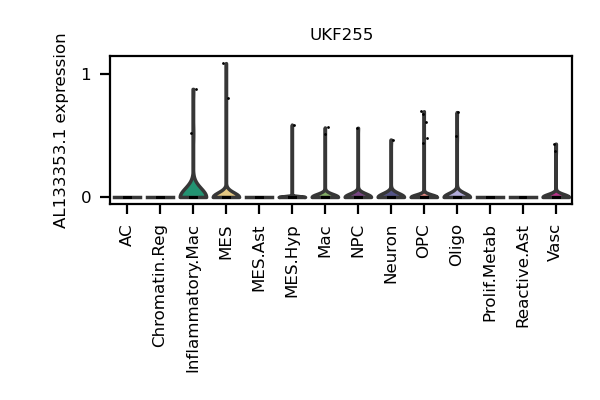 UKF255
AL133353.1 expression
1
0
AC
Chromatin.Reg
Inflammatory.Mac
MES
MES.Ast
MES.Hyp
Mac
NPC
Neuron
OPC
Oligo
Prolif.Metab
Reactive.Ast
Vasc